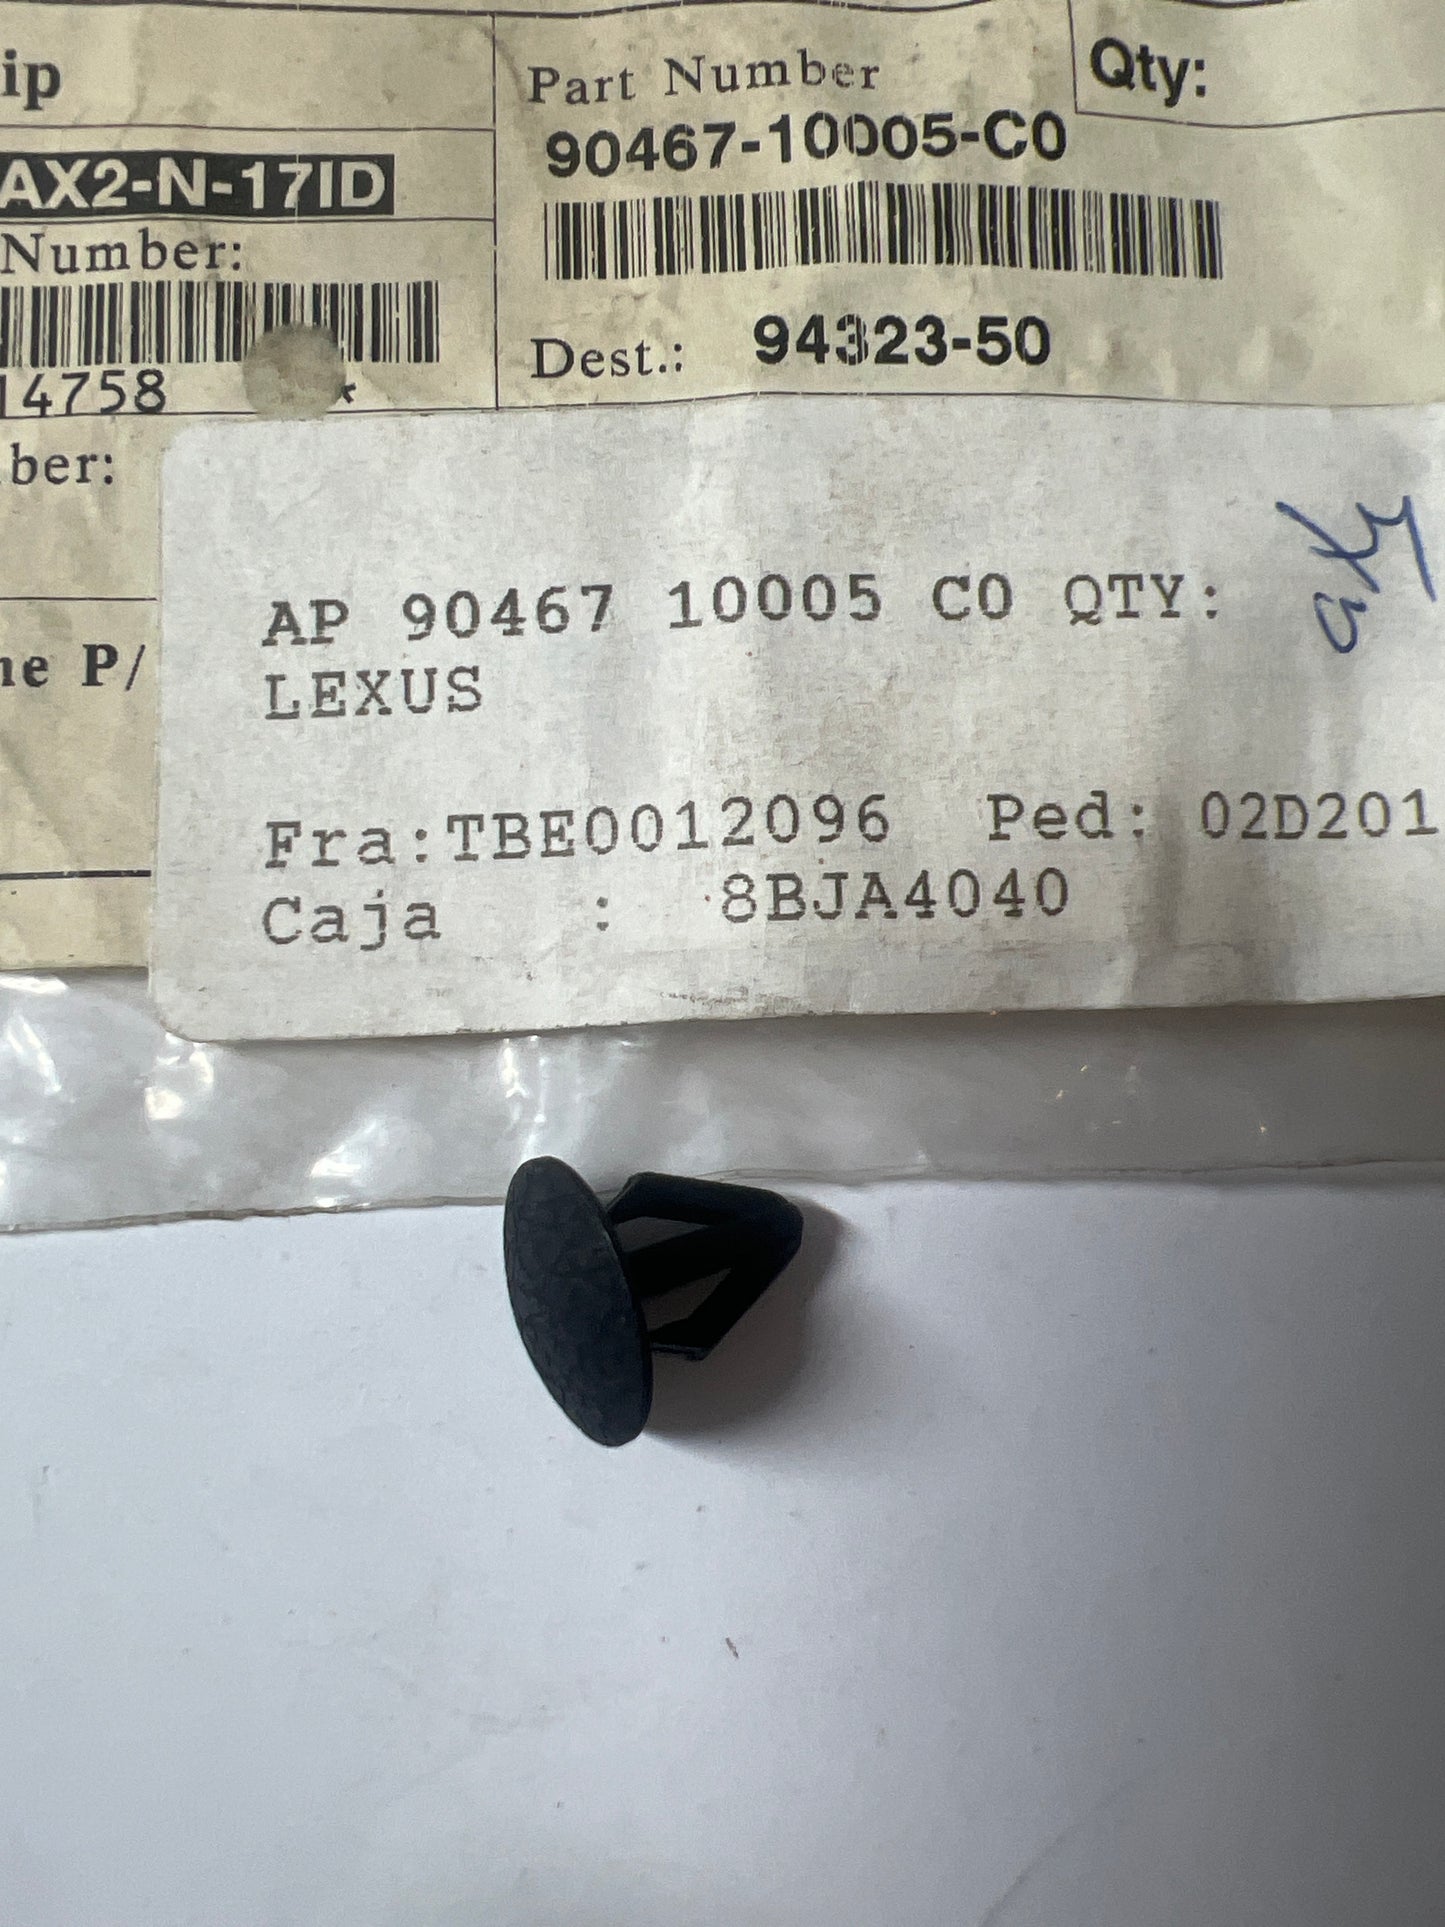 ip
Part Number
Qty:
90467-10005-C0
AX2-N-17ID
Number:
Dest.: 94323-50
14758 *
ber:
AP 90467 10005 C0 QTY:
LEXUS
ne P/
Fra:TBE0012096 Ped: 02D201
Caja : 8BJA4040